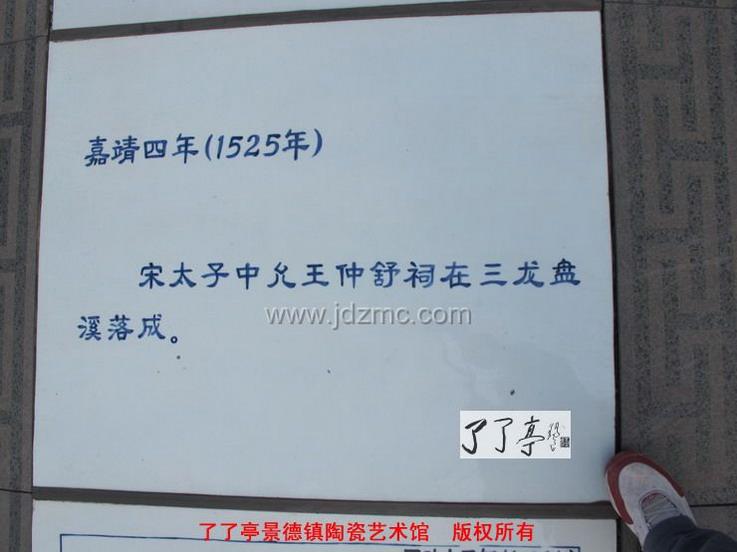 嘉靖四年(1525年)
宋太子中允王仲舒祠在三龙盘
溪落成。
www.jdzmc.com
了了亭
了了亭景德镇陶瓷艺术馆 版权所有